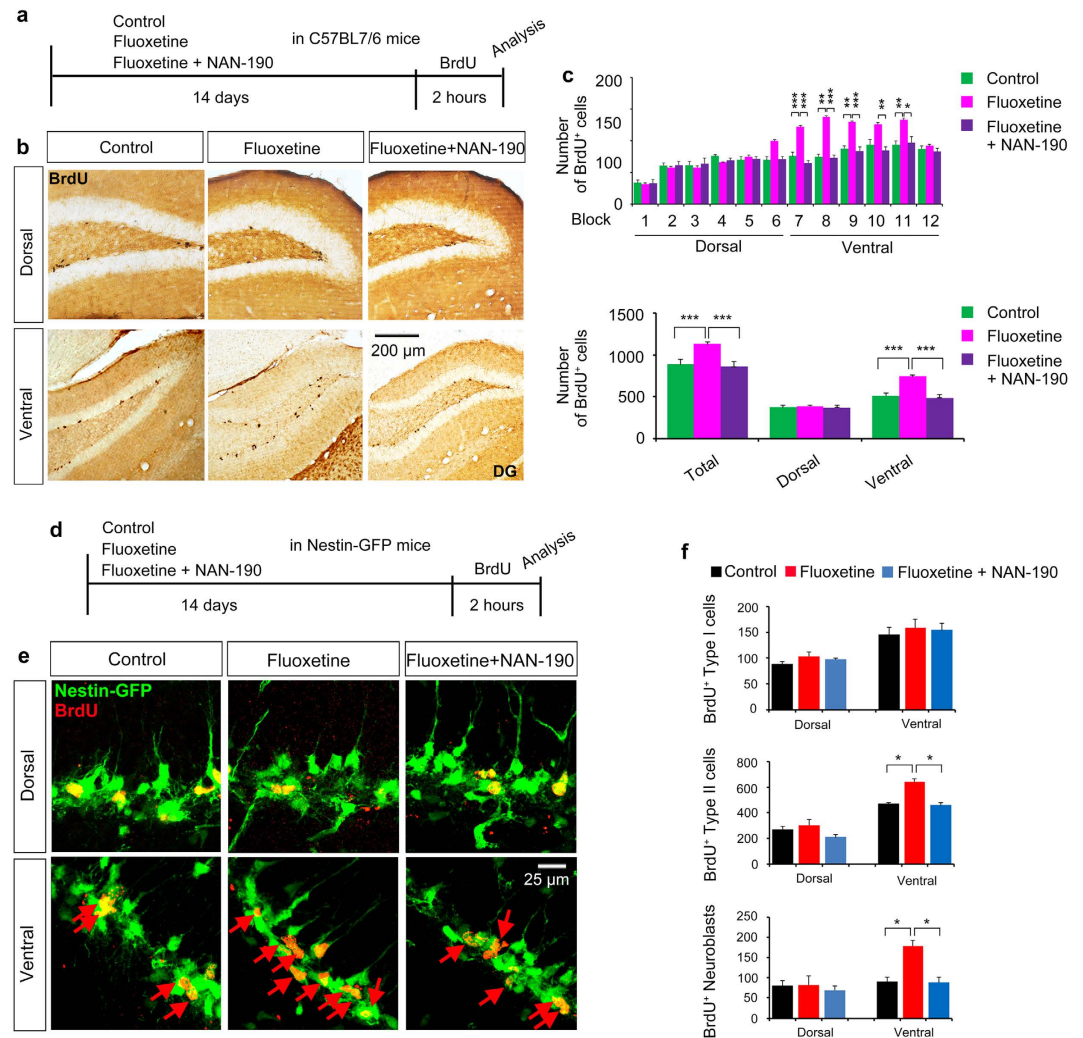 a
Control
Fluoxetine
Fluoxetine + NAN-190
in C57BL7/6 mice
Analysis
BrdU
14 days
2 hours
b
Control
Fluoxetine
Fluoxetine+NAN-190
BrdU
Dorsal
Ventral
200 µm
DG
c
Number
of BrdU⁺ cells
200
150
100
50
0
*** *** ** *** ** *** ** ** *
Control
Fluoxetine
Fluoxetine
+ NAN-190
Block 1 2 3 4 5 6 7 8 9 10 11 12
Dorsal Ventral
Number
of BrdU⁺ cells
1500
1000
500
0
*** ***
*** ***
Control
Fluoxetine
Fluoxetine
+ NAN-190
Total
Dorsal
Ventral
d
Control
Fluoxetine
Fluoxetine + NAN-190
in Nestin-GFP mice
Analysis
BrdU
14 days
2 hours
e
Control
Fluoxetine
Fluoxetine+NAN-190
Nestin-GFP
BrdU
Dorsal
Ventral
25 µm
f
Control Fluoxetine Fluoxetine + NAN-190
BrdU⁺ Type I cells
200
150
100
50
0
Dorsal Ventral
BrdU⁺ Type II cells
800
600
400
200
0
* *
Dorsal Ventral
BrdU⁺ Neuroblasts
250
200
150
100
50
0
* *
Dorsal Ventral